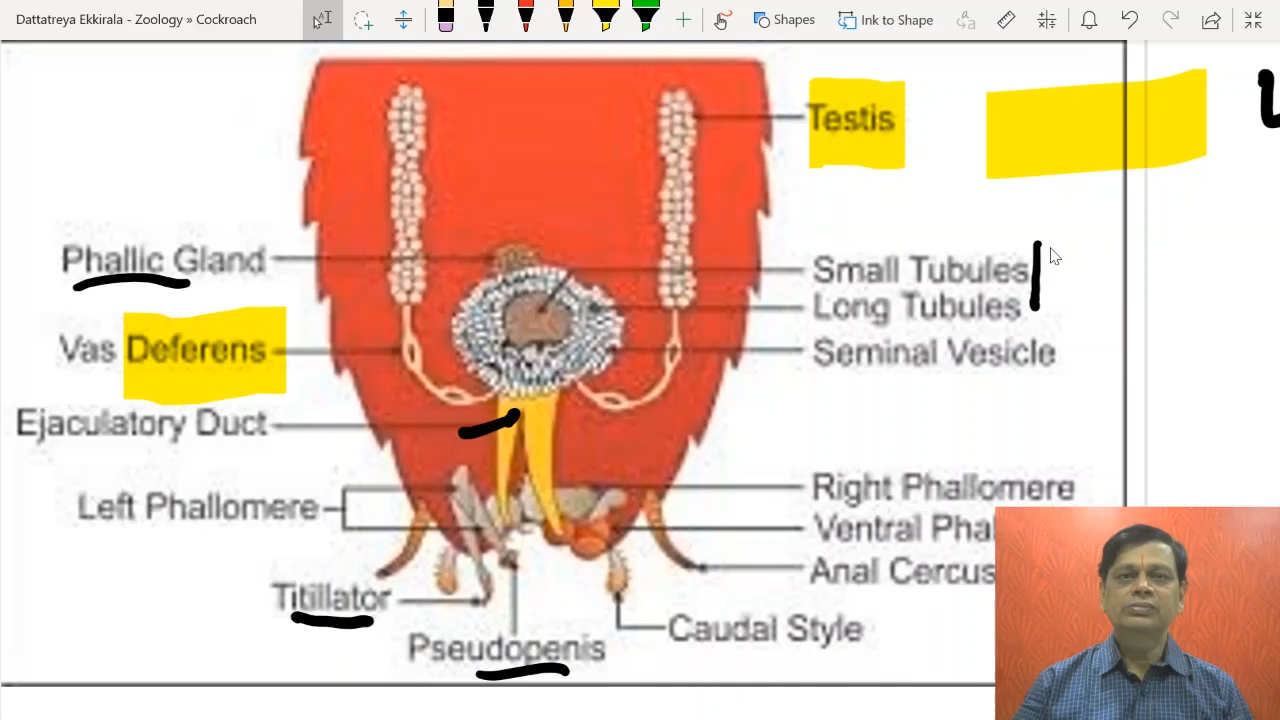 Dattatreya Ekkirala - Zoology » Cockroach
Shapes
Ink to Shape
Testis
Phallic Gland
Small Tubules
Long Tubules
Vas Deferens
Seminal Vesicle
Ejaculatory Duct
Left Phallomere
Right Phallomere
Ventral
Anal Cercus
Titillator
Caudal Style
Pseudopenis